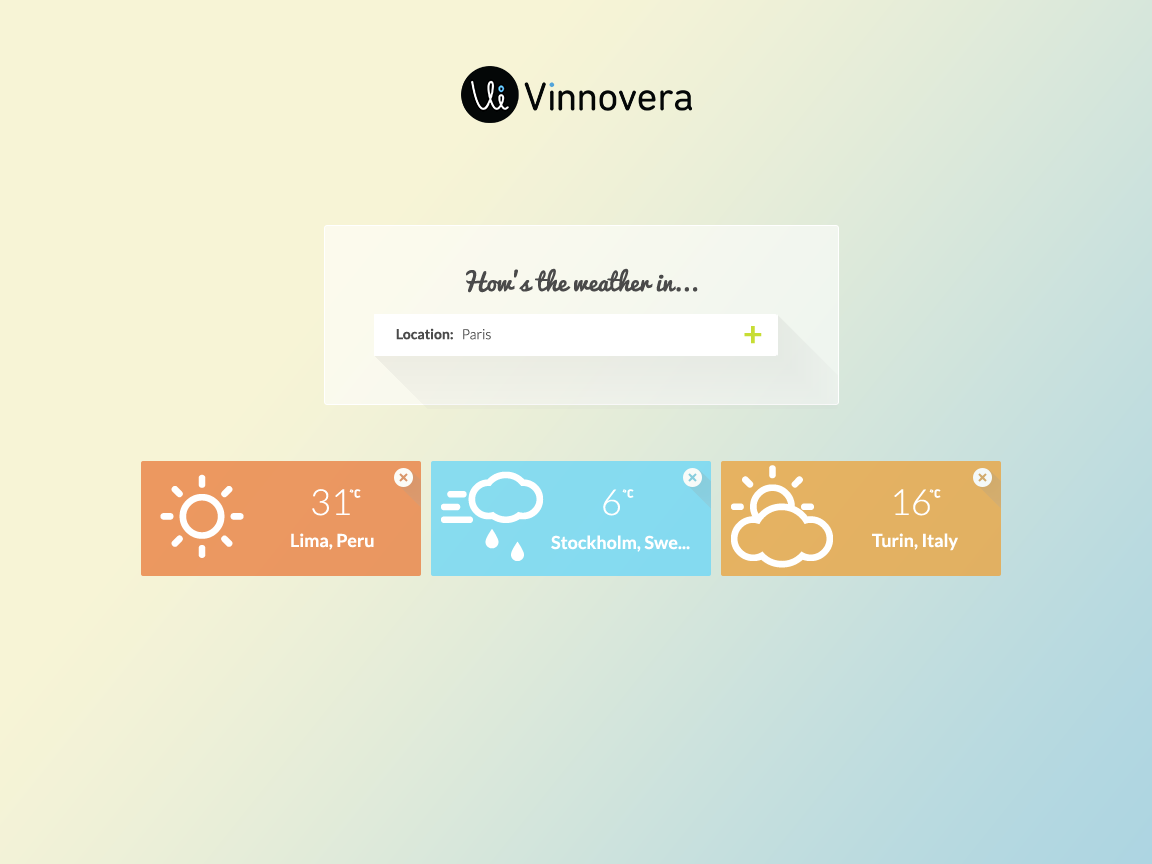 Vi Vinnovera
How's the weather in...
Location: Paris +
31°C
Lima, Peru
6°C
Stockholm, Swe...
16°C
Turin, Italy